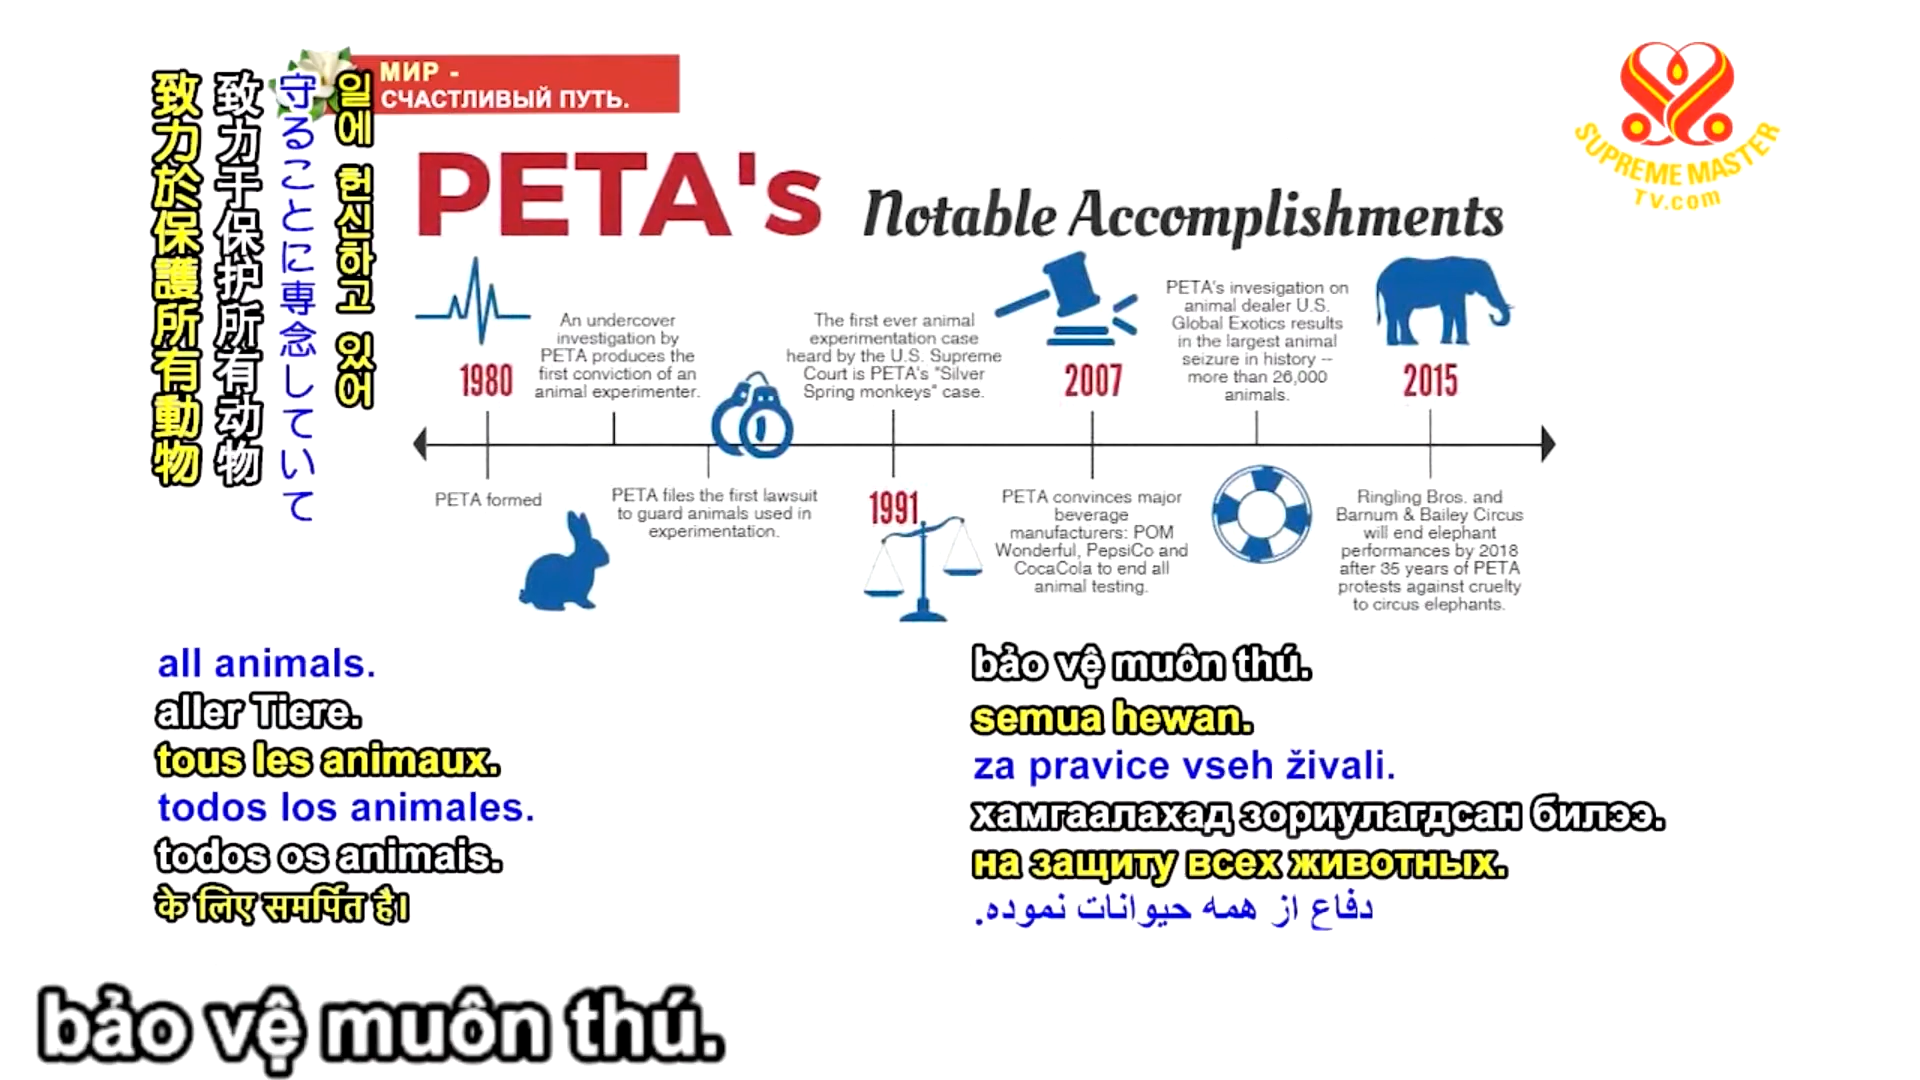 МИР -
СЧАСТЛИВЫЙ ПУТЬ.
SUPREME MASTER
TV.com
致力於保護所有動物
致力于保护所有动物
守ることに専念していて
일에 헌신하고 있어
PETA's Notable Accomplishments
1980
PETA formed
An undercover
investigation by
PETA produces the
first conviction of an
animal experimenter.
PETA files the first lawsuit
to guard animals used in
experimentation.
The first ever animal
experimentation case
heard by the U.S. Supreme
Court is PETA's "Silver
Spring monkeys" case.
1991
2007
PETA convinces major
beverage
manufacturers: POM
Wonderful, PepsiCo and
CocaCola to end all
animal testing.
PETA's invesigation on
animal dealer U.S.
Global Exotics results
in the largest animal
seizure in history --
more than 26,000
animals.
2015
Ringling Bros. and
Barnum & Bailey Circus
will end elephant
performances by 2018
after 35 years of PETA
protests against cruelty
to circus elephants.
all animals.
aller Tiere.
tous les animaux.
todos los animales.
todos os animais.
के लिए समर्पित है।
bảo vệ muôn thú.
semua hewan.
za pravice vseh živali.
хамгаалахад зориулагдсан билээ.
на защиту всех животных.
دفاع از همه حیوانات نموده.
bảo vệ muôn thú.